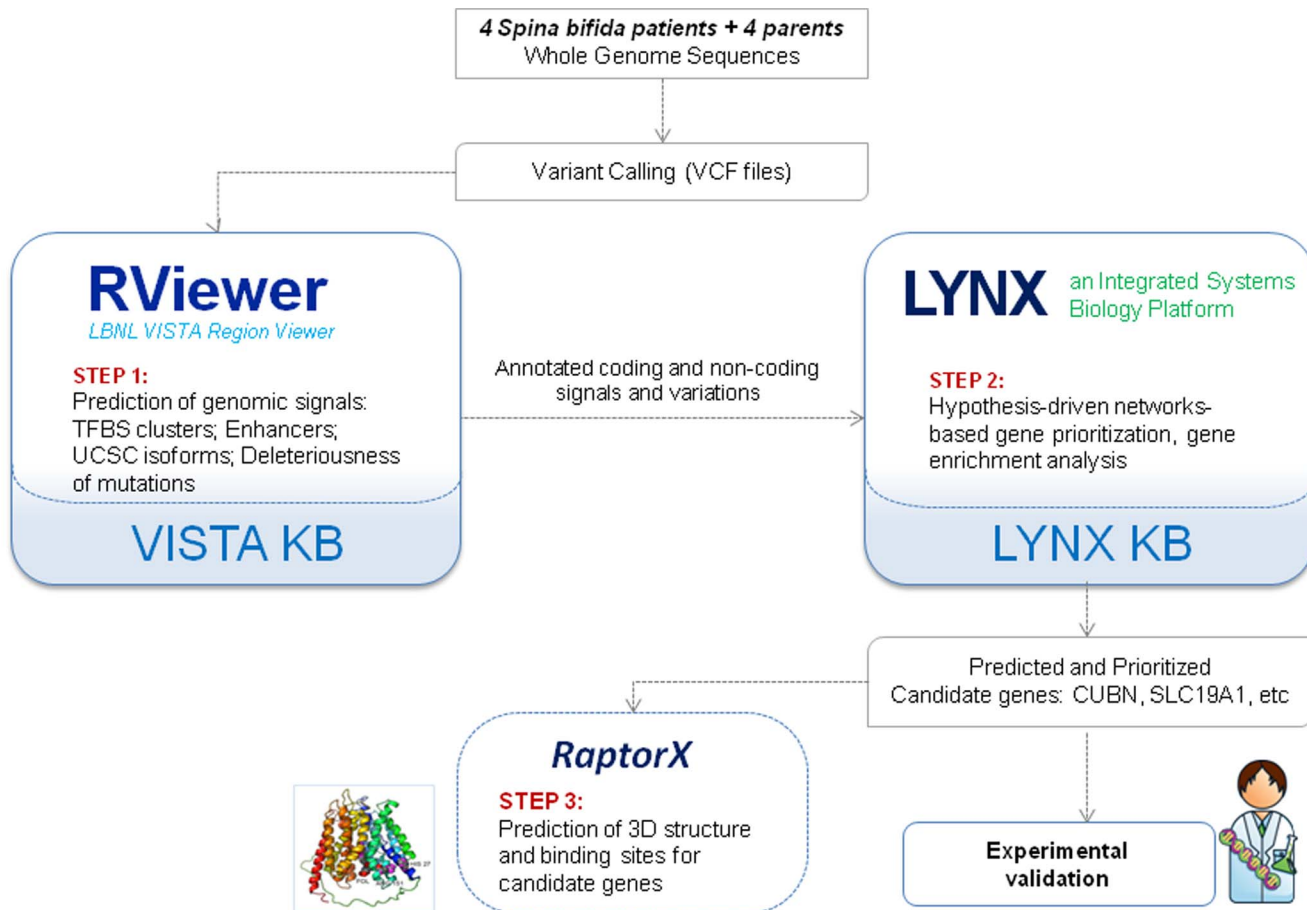 4 Spina bifida patients + 4 parents
Whole Genome Sequences
Variant Calling (VCF files)
RViewer
LBNL VISTA Region Viewer
STEP 1:
Prediction of genomic signals:
TFBS clusters; Enhancers;
UCSC isoforms; Deleteriousness
of mutations
VISTA KB
Annotated coding and non-coding
signals and variations
LYNX
an Integrated Systems
Biology Platform
STEP 2:
Hypothesis-driven networks-
based gene prioritization, gene
enrichment analysis
LYNX KB
Predicted and Prioritized
Candidate genes: CUBN, SLC19A1, etc
RaptorX
STEP 3:
Prediction of 3D structure
and binding sites for
candidate genes
HIS 27
FOL
Experimental
validation